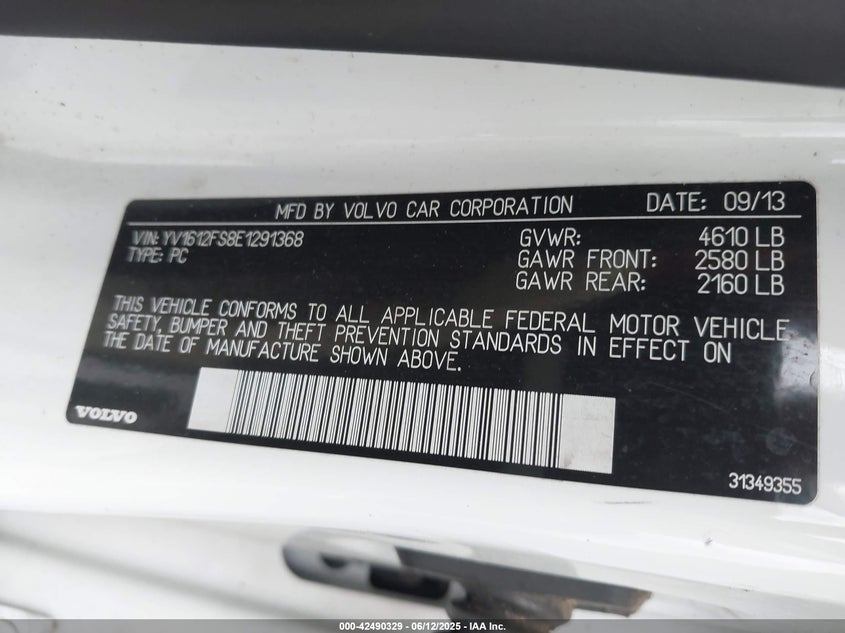 MFD BY VOLVO CAR CORPORATION DATE: 09/13
VIN: YV1612FS8E1291368 GVWR: 4610 LB
TYPE: PC GAWR FRONT: 2580 LB
GAWR REAR: 2160 LB
THIS VEHICLE CONFORMS TO ALL APPLICABLE FEDERAL MOTOR VEHICLE
SAFETY, BUMPER AND THEFT PREVENTION STANDARDS IN EFFECT ON
THE DATE OF MANUFACTURE SHOWN ABOVE.
VOLVO
31349355
000-42490329 - 06/12/2025 - IAA Inc.